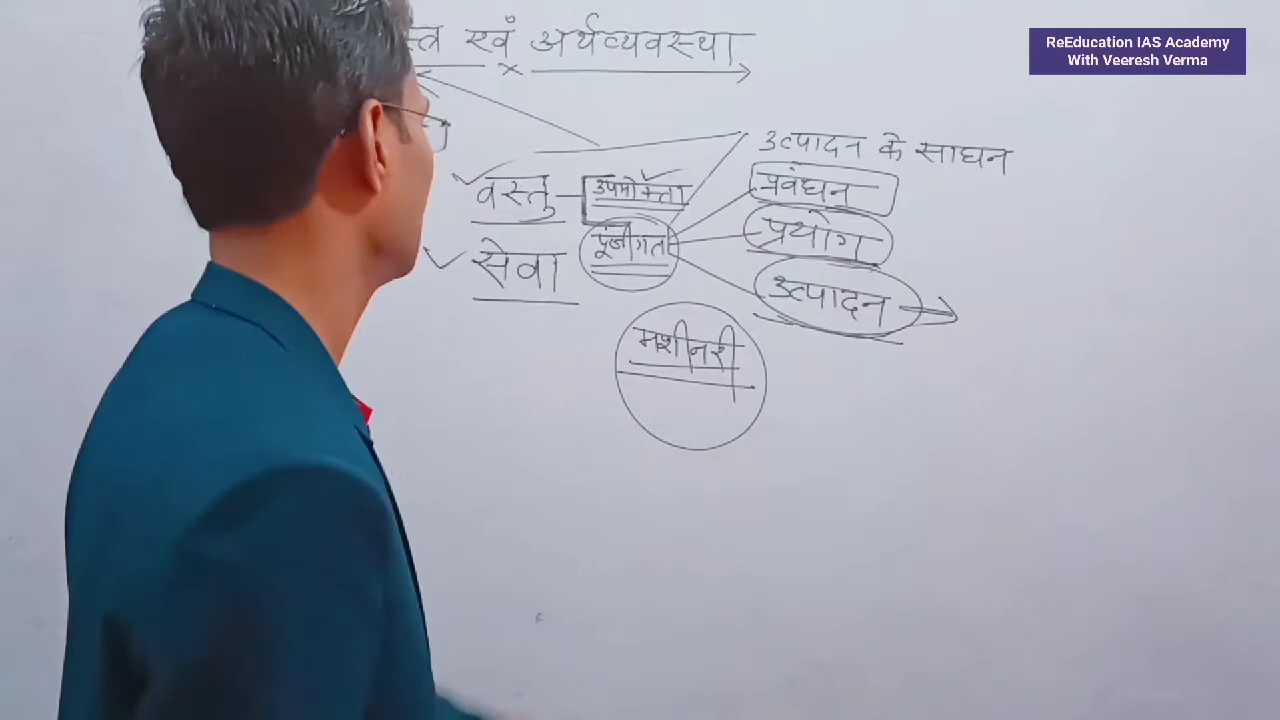 स्त्र एवं अर्थव्यवस्था
ReEducation IAS Academy
With Veeresh Verma
उत्पादन के साधन
वस्तु उपभोक्ता प्रबंधन
पूंजीगत प्रयोग
सेवा उत्पादन
मशीनरी